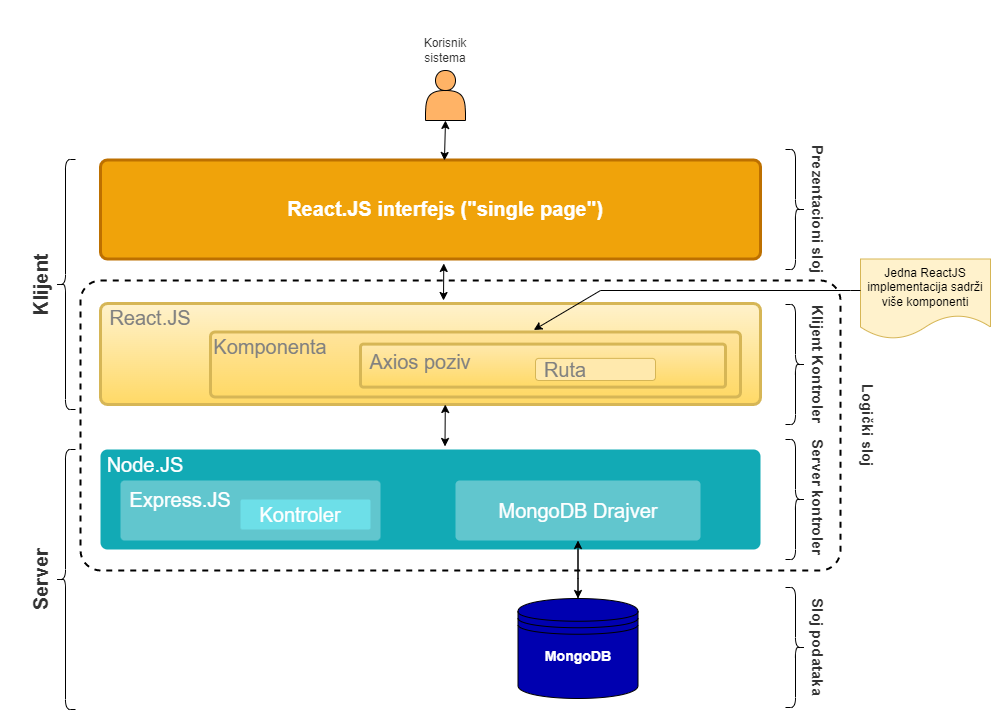 Korisnik
sistema
React.JS interfejs ("single page")
Prezentacioni sloj
Klijent
Jedna ReactJS
implementacija sadrži
više komponenti
React.JS
Komponenta
Axios poziv
Ruta
Klijent Kontroler
Logički sloj
Node.JS
Express.JS
Kontroler
MongoDB Drajver
Server kontroler
Server
MongoDB
Sloj podataka